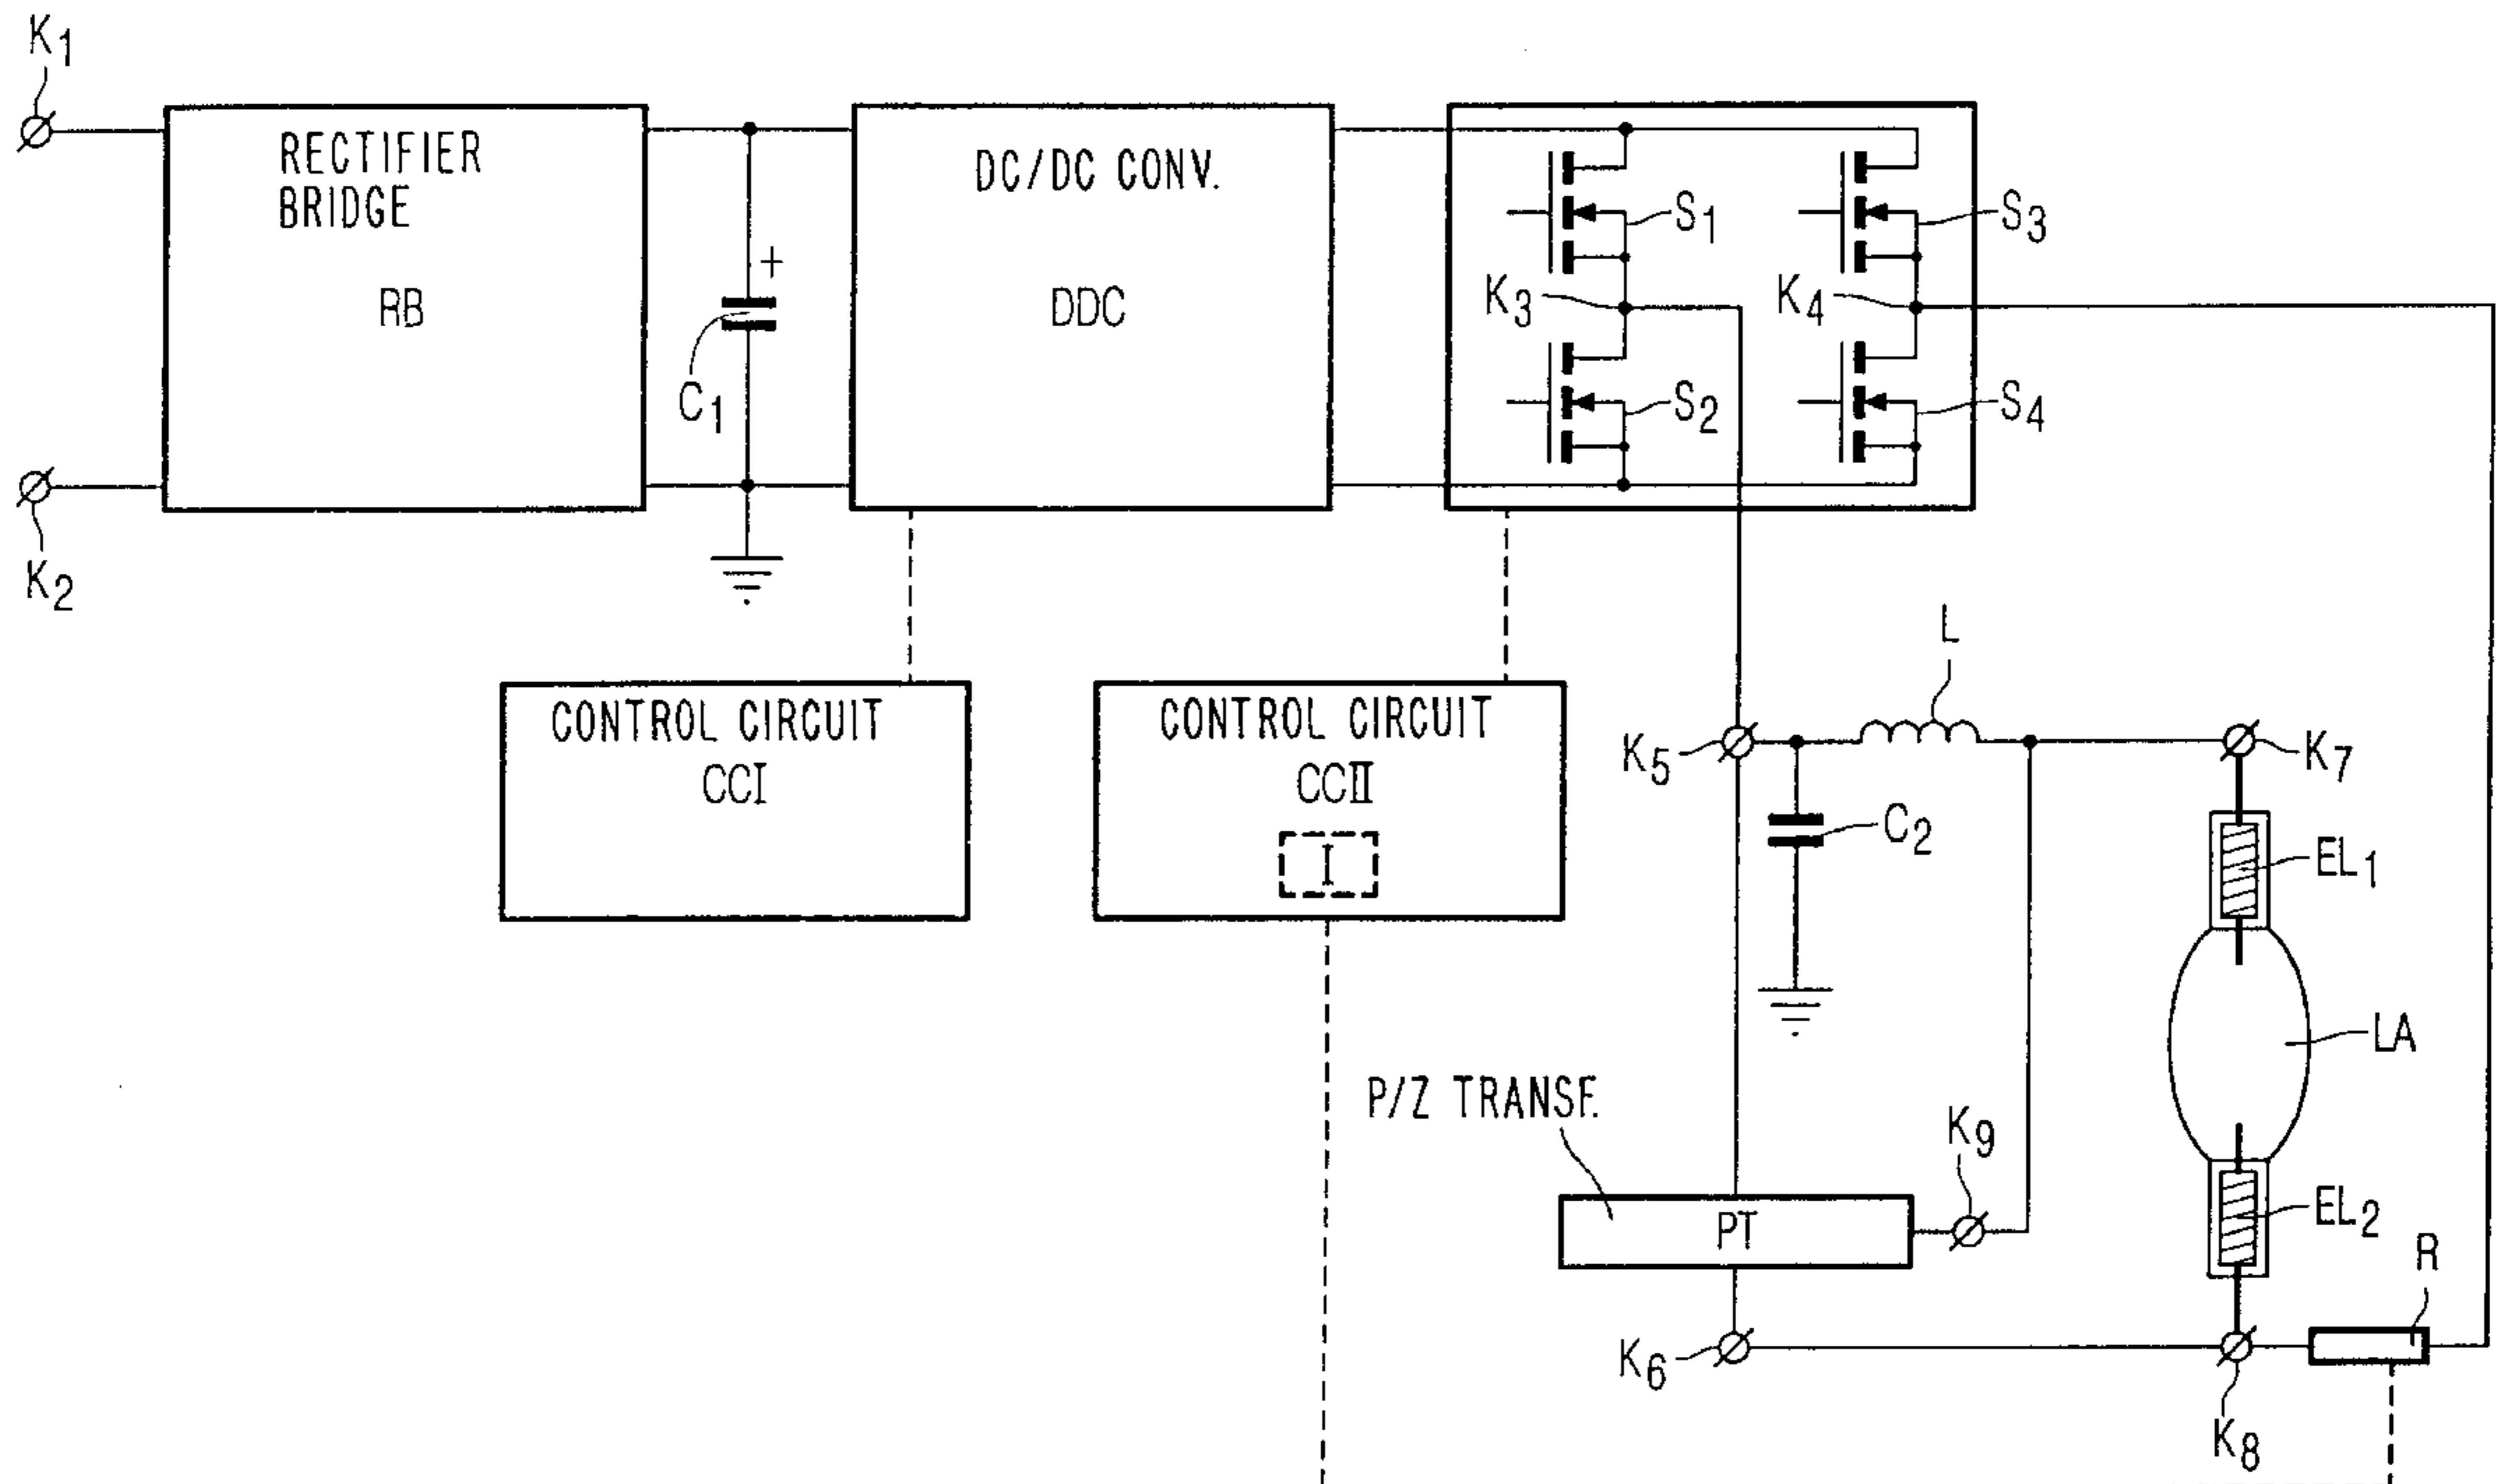 K1
RECTIFIER
BRIDGE
RB
K2
+
C1
DC/DC CONV.
DDC
S1
S3
K3
K4
S2
S4
CONTROL CIRCUIT
CCI
CONTROL CIRCUIT
CCII
I
L
K5
K7
C2
EL1
LA
P/Z TRANSF.
K9
PT
EL2
R
K6
K8